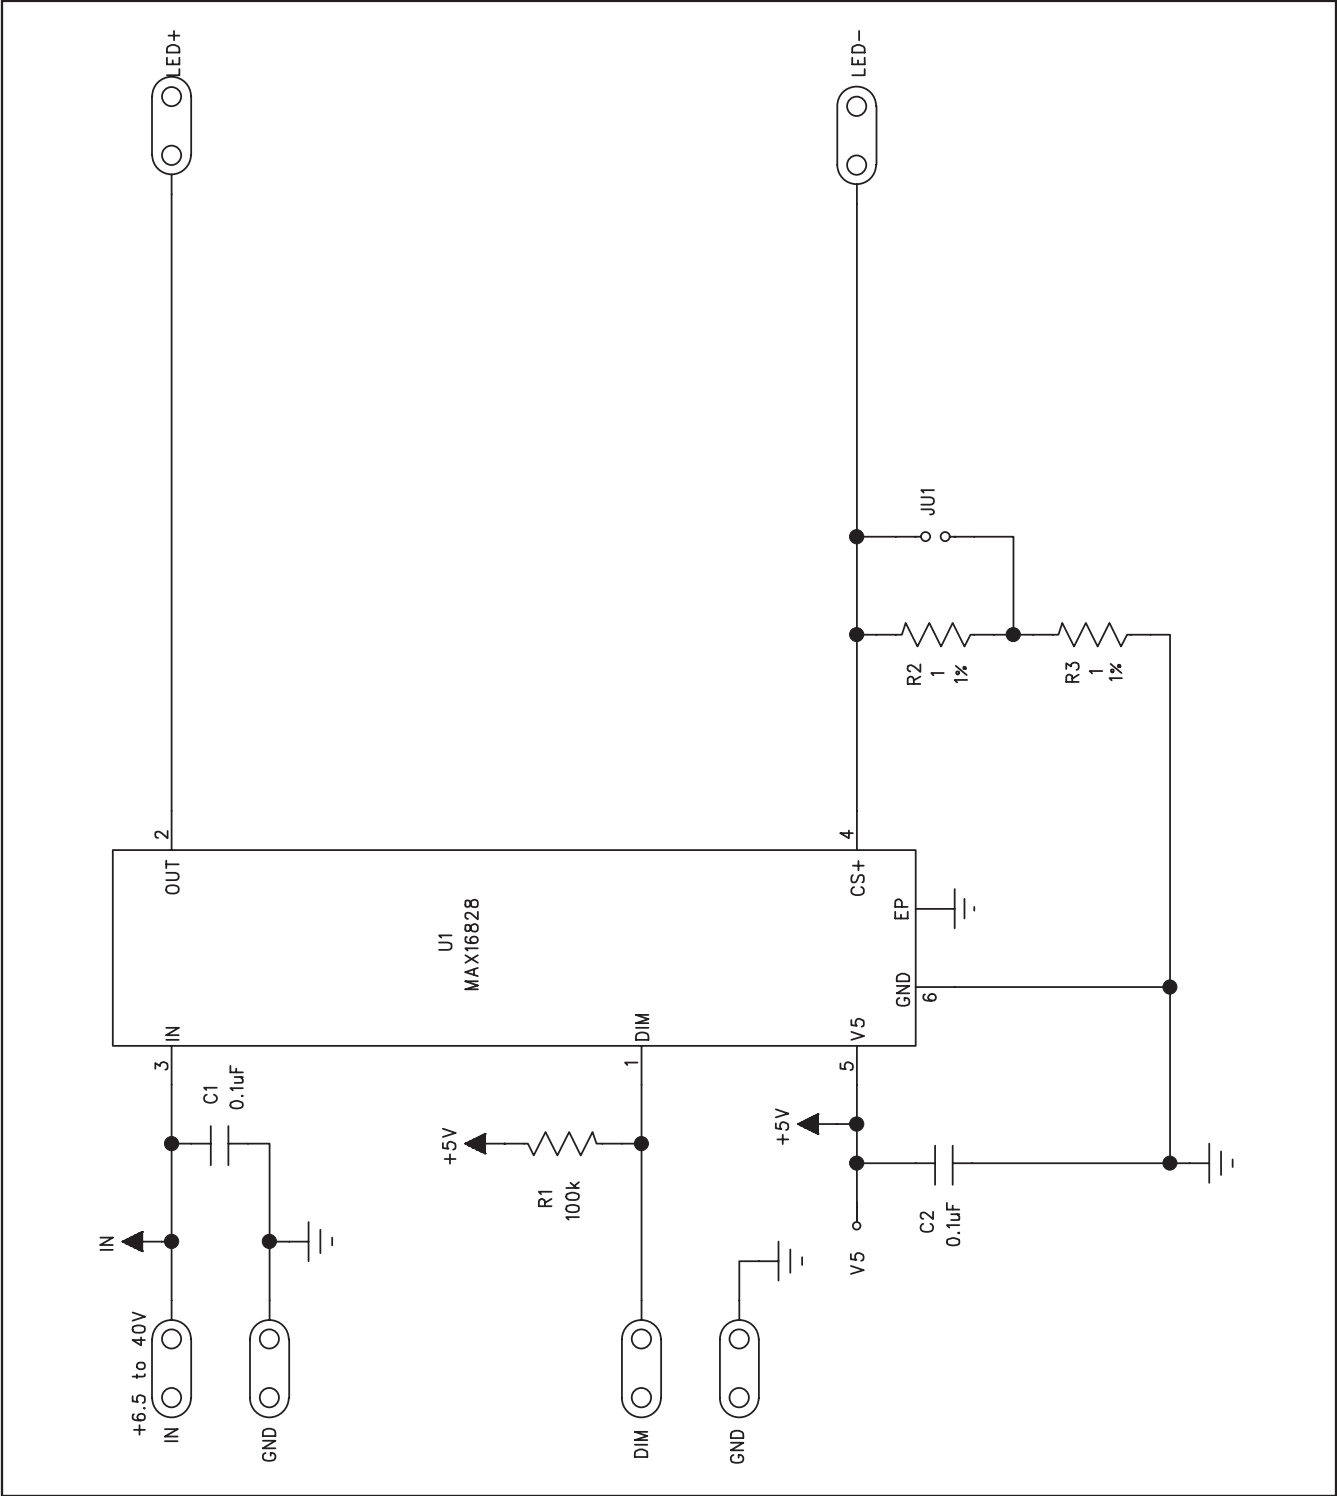 +6.5 to 40V
IN
IN
GND
C1
0.1uF
3
IN
OUT
2
LED+
U1
MAX16828
+5V
R1
100k
DIM
1
DIM
GND
+5V
V5
5
V5
C2
0.1uF
GND
6
EP
CS+
4
LED-
JU1
R2
1
1%
R3
1
1%